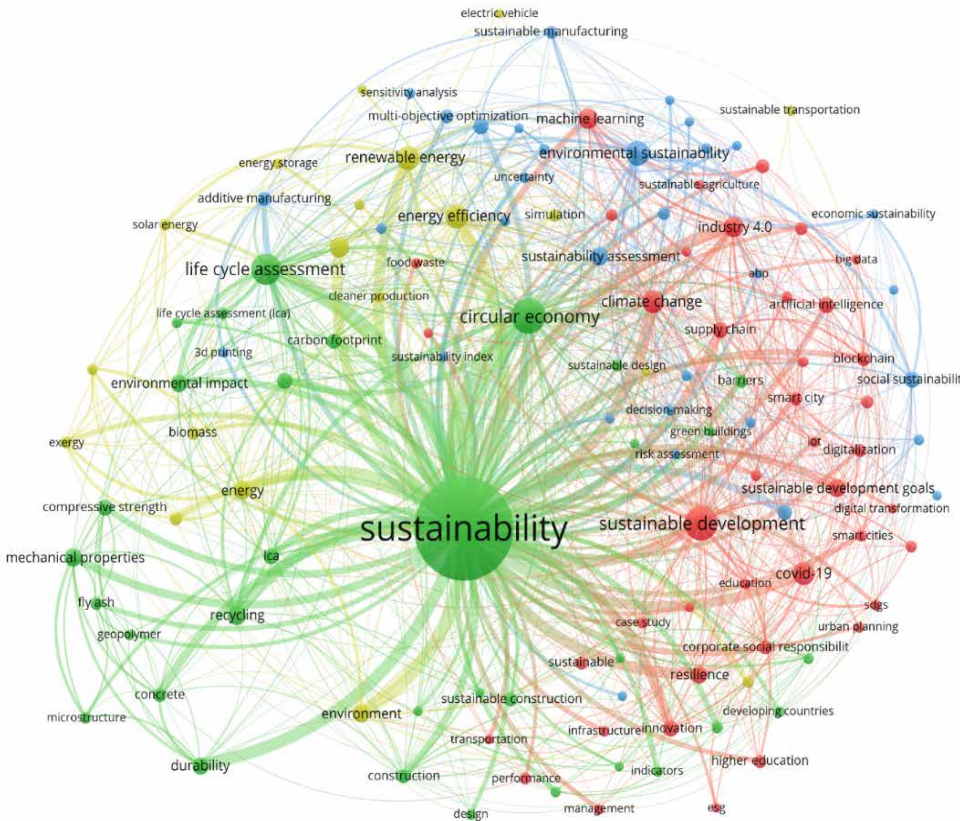 electric vehicle
sustainable manufacturing
sensitivity analysis
sustainable transportation
multi-objective optimization
machine learning
renewable energy
environmental sustainability
energy storage
uncertainty
sustainable agriculture
additive manufacturing
energy efficiency
simulation
economic sustainability
solar energy
industry 4.0
sustainability assessment
food waste
big data
life cycle assessment
ahp
cleaner production
climate change
artificial intelligence
life cycle assessment (lca)
circular economy
supply chain
carbon footprint
3d printing
sustainability index
blockchain
sustainable design
environmental impact
barriers
social sustainabilit
smart city
decision-making
biomass
green buildings
exergy
iot
digitalization
risk assessment
energy
sustainable development goals
compressive strength
digital transformation
sustainability
sustainable development
smart cities
mechanical properties
lca
covid-19
education
fly ash
sdgs
recycling
case study
urban planning
geopolymer
corporate social responsibilit
sustainable
resilience
concrete
sustainable construction
microstructure
environment
developing countries
infrastructure
innovation
transportation
durability
higher education
construction
performance
indicators
design
management
esg